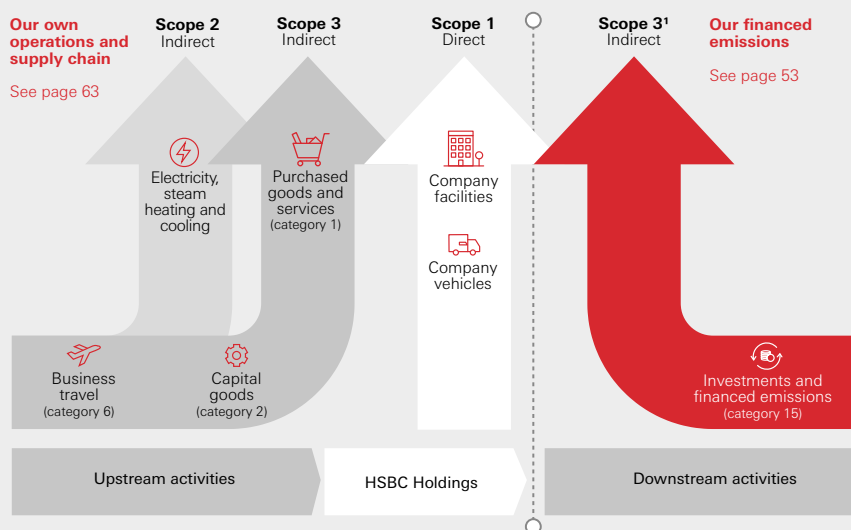 Our own
operations and
supply chain
See page 63
Scope 2
Indirect
Scope 3
Indirect
Scope 1
Direct
Scope 3¹
Indirect
Our financed
emissions
See page 53
Electricity,
steam
heating and
cooling
Purchased
goods and
services
(category 1)
Company
facilities
Company
vehicles
Business
travel
(category 6)
Capital
goods
(category 2)
Investments and
financed emissions
(category 15)
Upstream activities
HSBC Holdings
Downstream activities